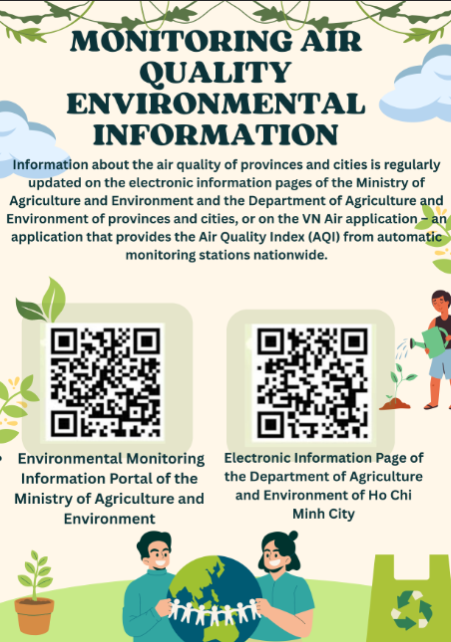 MONITORING AIR
QUALITY
ENVIRONMENTAL
INFORMATION
Information about the air quality of provinces and cities is regularly
updated on the electronic information pages of the Ministry of
Agriculture and Environment and the Department of Agriculture and
Environment of provinces and cities, or on the VN Air application – an
application that provides the Air Quality Index (AQI) from automatic
monitoring stations nationwide.
• Environmental Monitoring
Information Portal of the
Ministry of Agriculture and
Environment
Electronic Information Page of
the Department of Agriculture
and Environment of Ho Chi
Minh City